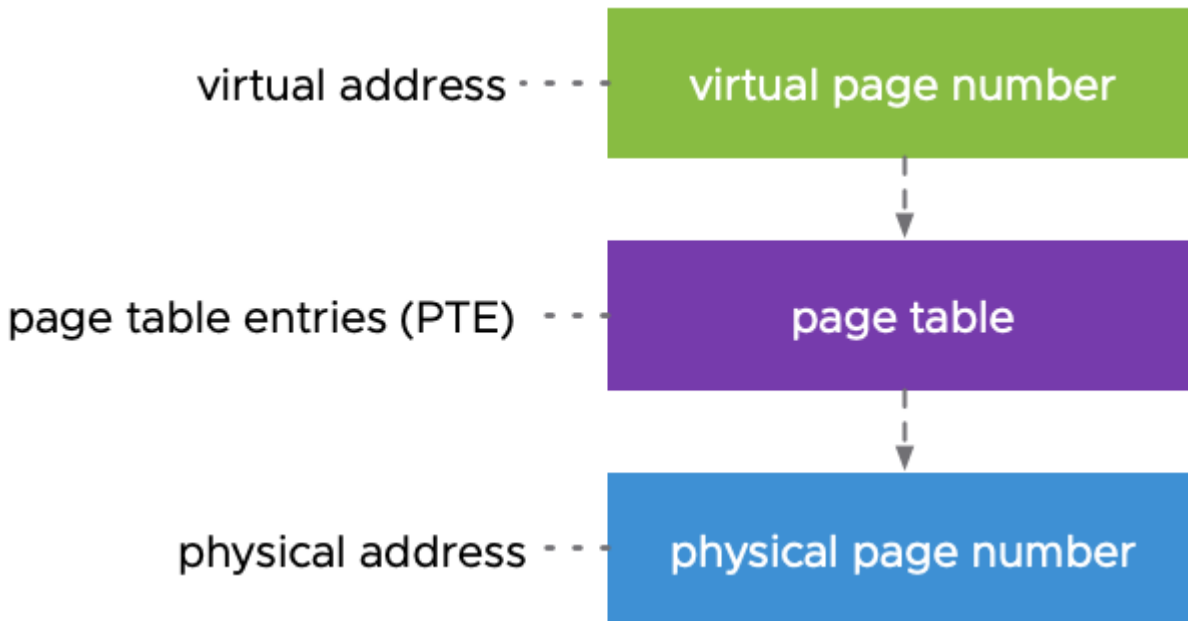 virtual address
virtual page number
page table entries (PTE)
page table
physical address
physical page number